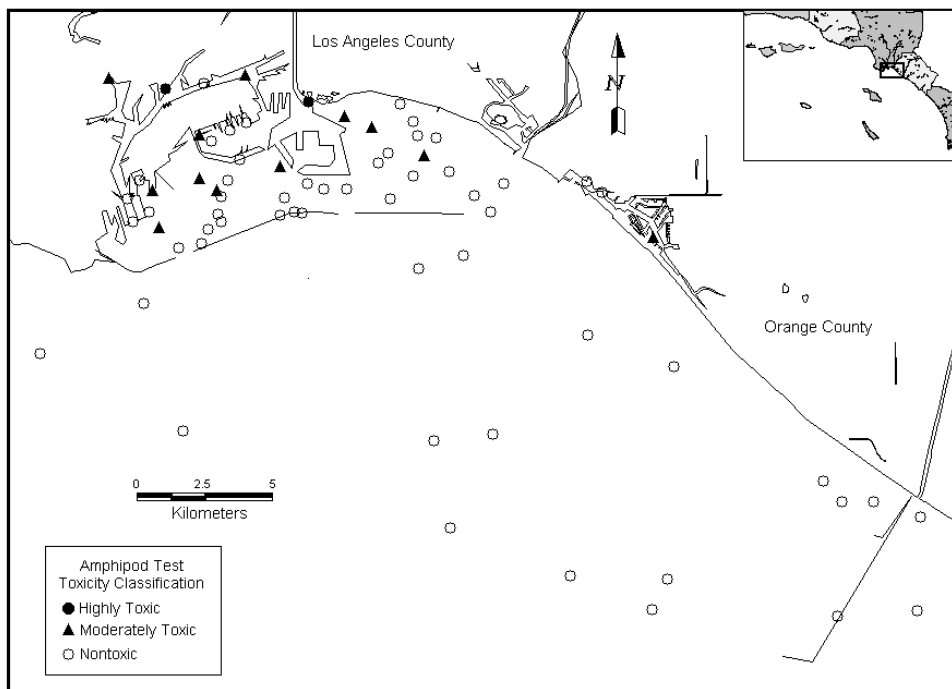 Los Angeles County
N
Orange County
0 2.5 5
Kilometers
Amphipod Test
Toxicity Classification
Highly Toxic
Moderately Toxic
Nontoxic